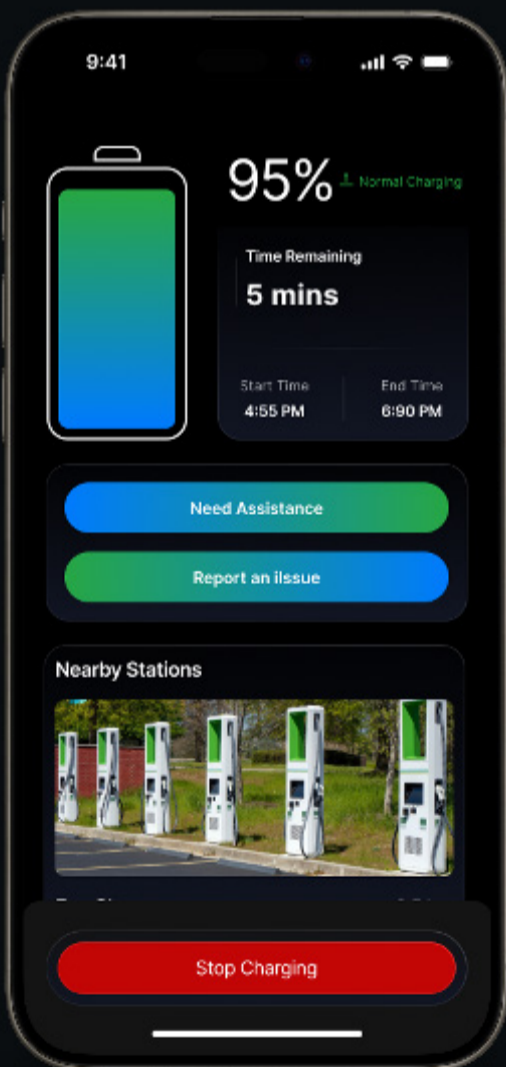 9:41
95% Normal Charging
Time Remaining
5 mins
Start Time End Time
4:55 PM 6:90 PM
Need Assistance
Report an iIssue
Nearby Stations
Stop Charging